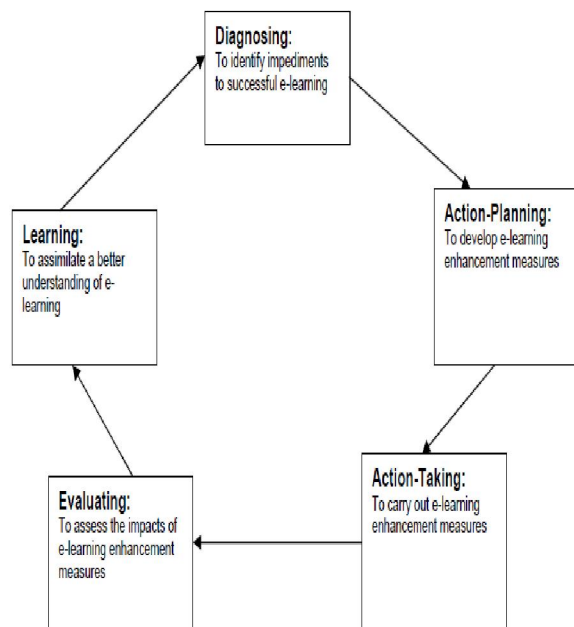 Diagnosing:
To identify impediments
to successful e-learning
Action-Planning:
To develop e-learning
enhancement measures
Action-Taking:
To carry out e-learning
enhancement measures
Evaluating:
To assess the impacts of
e-learning enhancement
measures
Learning:
To assimilate a better
understanding of e-
learning